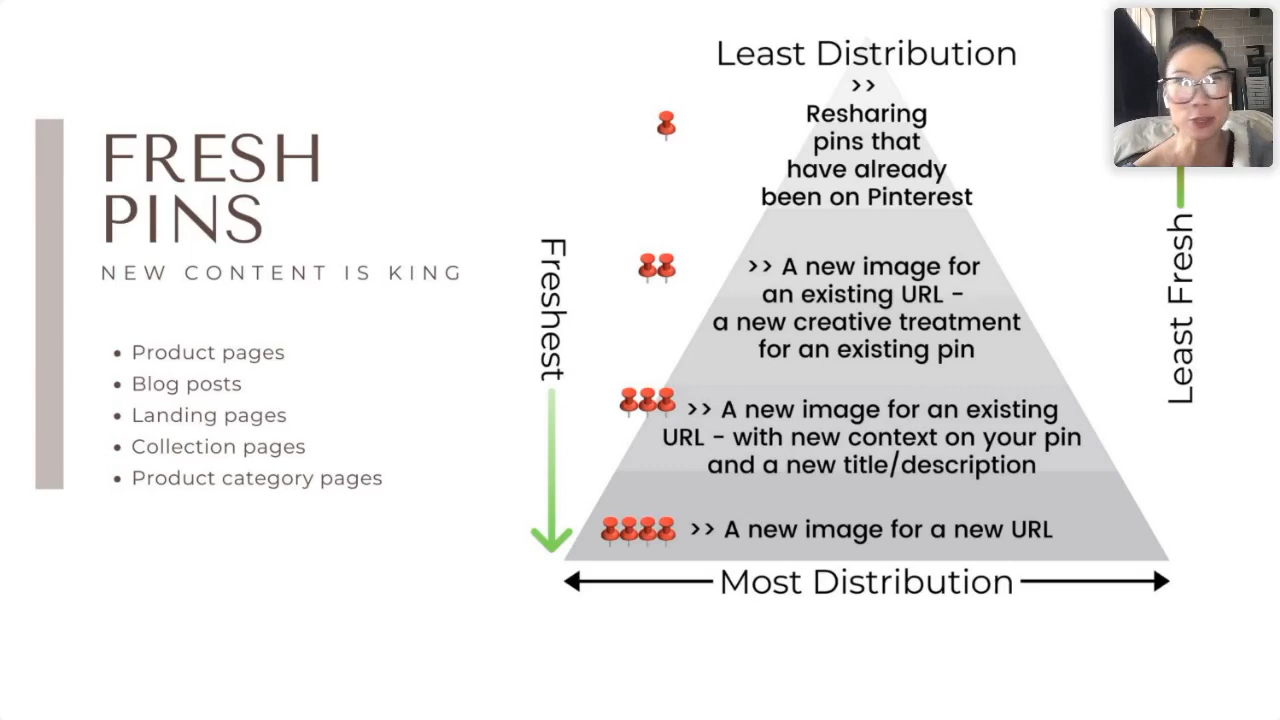 FRESH
PINS
NEW CONTENT IS KING
• Product pages
• Blog posts
• Landing pages
• Collection pages
• Product category pages
Least Distribution
>>
Resharing
pins that
have already
been on Pinterest
>> A new image for
an existing URL -
a new creative treatment
for an existing pin
>> A new image for an existing
URL - with new context on your pin
and a new title/description
>> A new image for a new URL
Most Distribution
Freshest
Least Fresh